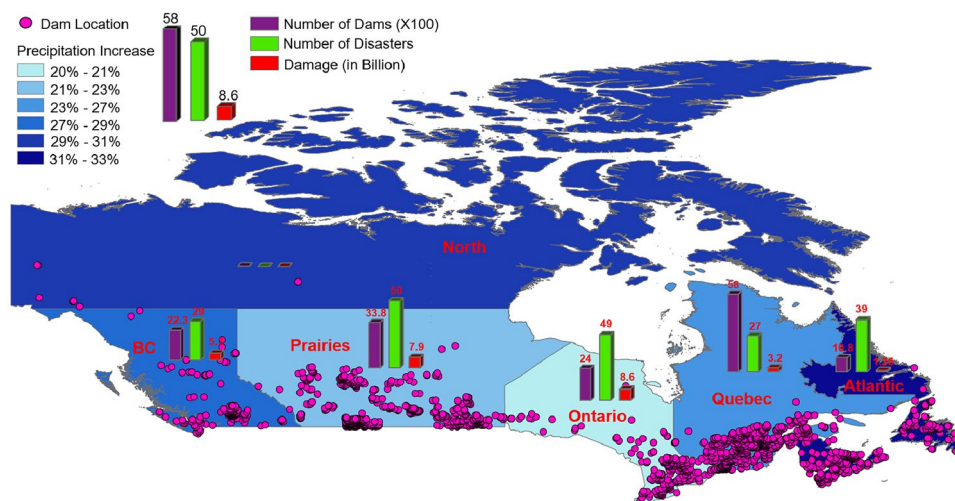 Dam Location
Precipitation Increase
20% - 21%
21% - 23%
23% - 27%
27% - 29%
29% - 31%
31% - 33%
58
50
8.6
Number of Dams (X100)
Number of Disasters
Damage (in Billion)
North
BC
22.3
29
Prairies
33.8
50
7.9
Ontario
24
49
8.6
Quebec
58
27
3.2
Atlantic
39